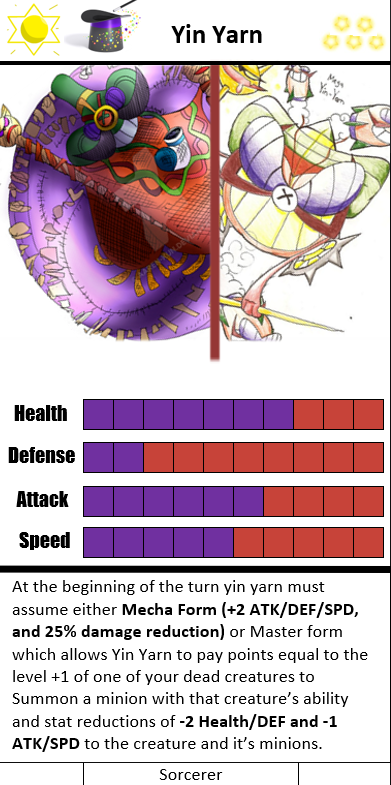 Yin Yarn
Mega
Yin-Yarn
Health
Defense
Attack
Speed
At the beginning of the turn yin yarn must
assume either Mecha Form (+2 ATK/DEF/SPD,
and 25% damage reduction) or Master form
which allows Yin Yarn to pay points equal to the
level +1 of one of your dead creatures to
Summon a minion with that creature's ability
and stat reductions of -2 Health/DEF and -1
ATK/SPD to the creature and it's minions.
Sorcerer